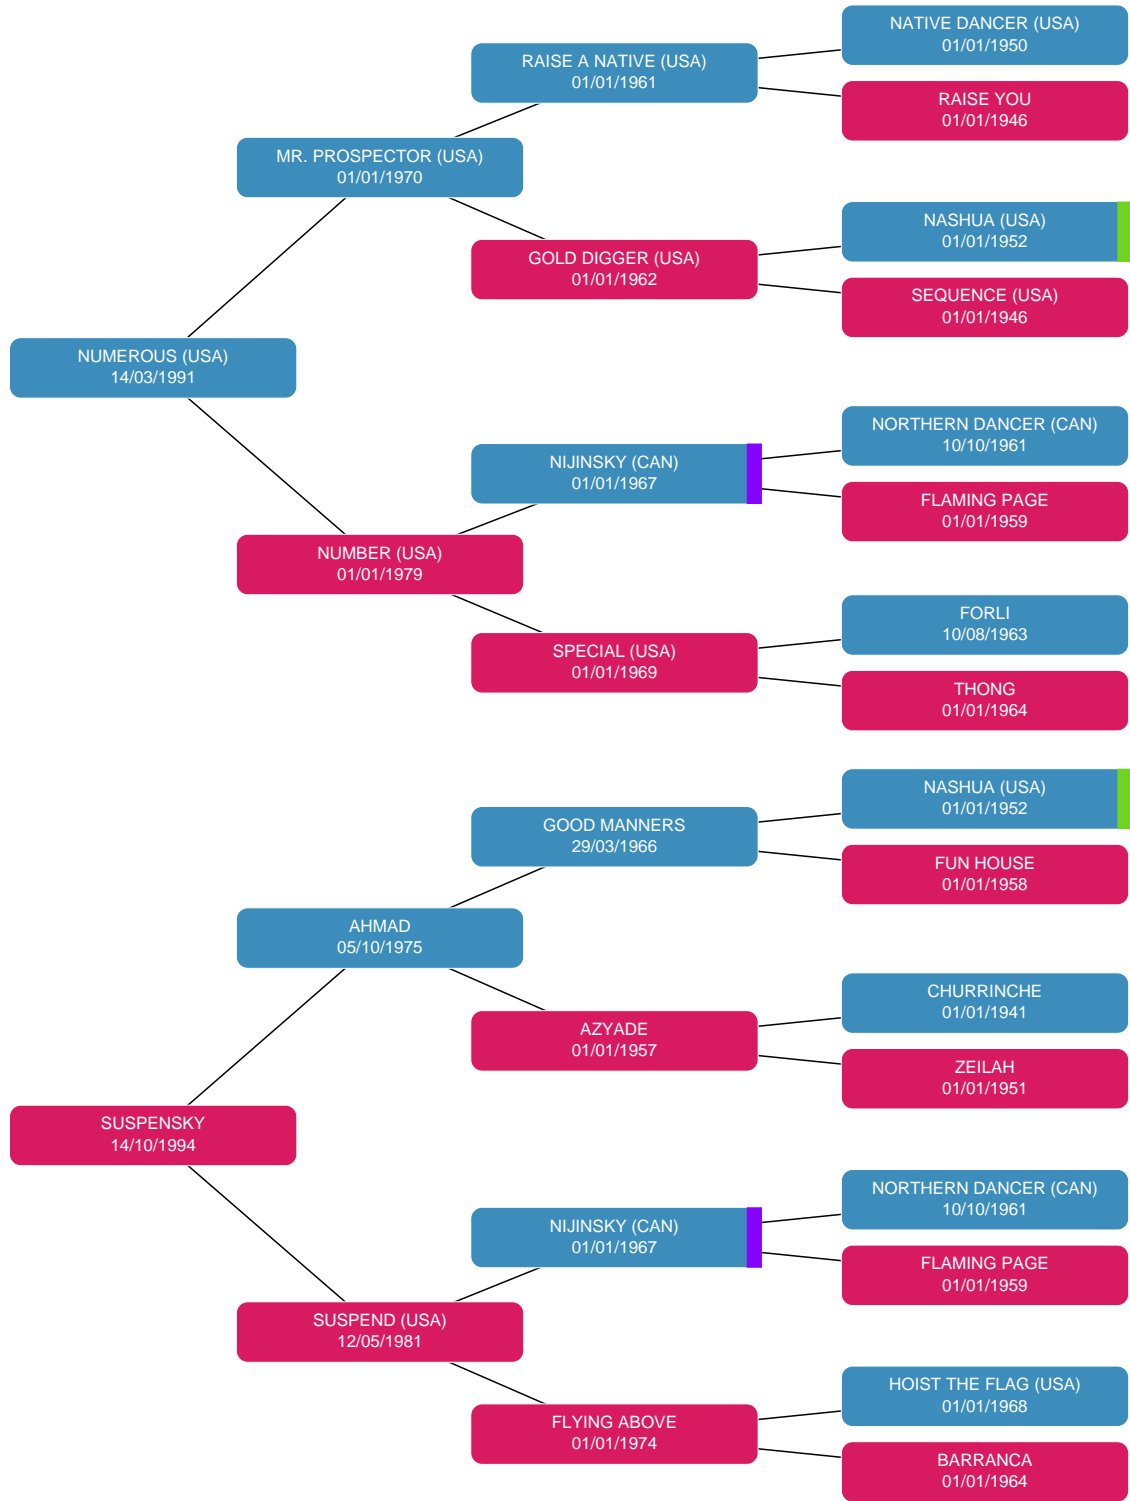 NATIVE DANCER (USA)
01/01/1950
RAISE A NATIVE (USA)
01/01/1961
RAISE YOU
01/01/1946
MR. PROSPECTOR (USA)
01/01/1970
NASHUA (USA)
01/01/1952
GOLD DIGGER (USA)
01/01/1962
SEQUENCE (USA)
01/01/1946
NUMEROUS (USA)
14/03/1991
NORTHERN DANCER (CAN)
10/10/1961
NIJINSKY (CAN)
01/01/1967
FLAMING PAGE
01/01/1959
NUMBER (USA)
01/01/1979
FORLI
10/08/1963
SPECIAL (USA)
01/01/1969
THONG
01/01/1964
NASHUA (USA)
01/01/1952
GOOD MANNERS
29/03/1966
FUN HOUSE
01/01/1958
AHMAD
05/10/1975
CHURRINCHE
01/01/1941
AZYADE
01/01/1957
ZEILAH
01/01/1951
SUSPENSKY
14/10/1994
NORTHERN DANCER (CAN)
10/10/1961
NIJINSKY (CAN)
01/01/1967
FLAMING PAGE
01/01/1959
SUSPEND (USA)
12/05/1981
HOIST THE FLAG (USA)
01/01/1968
FLYING ABOVE
01/01/1974
BARRANCA
01/01/1964